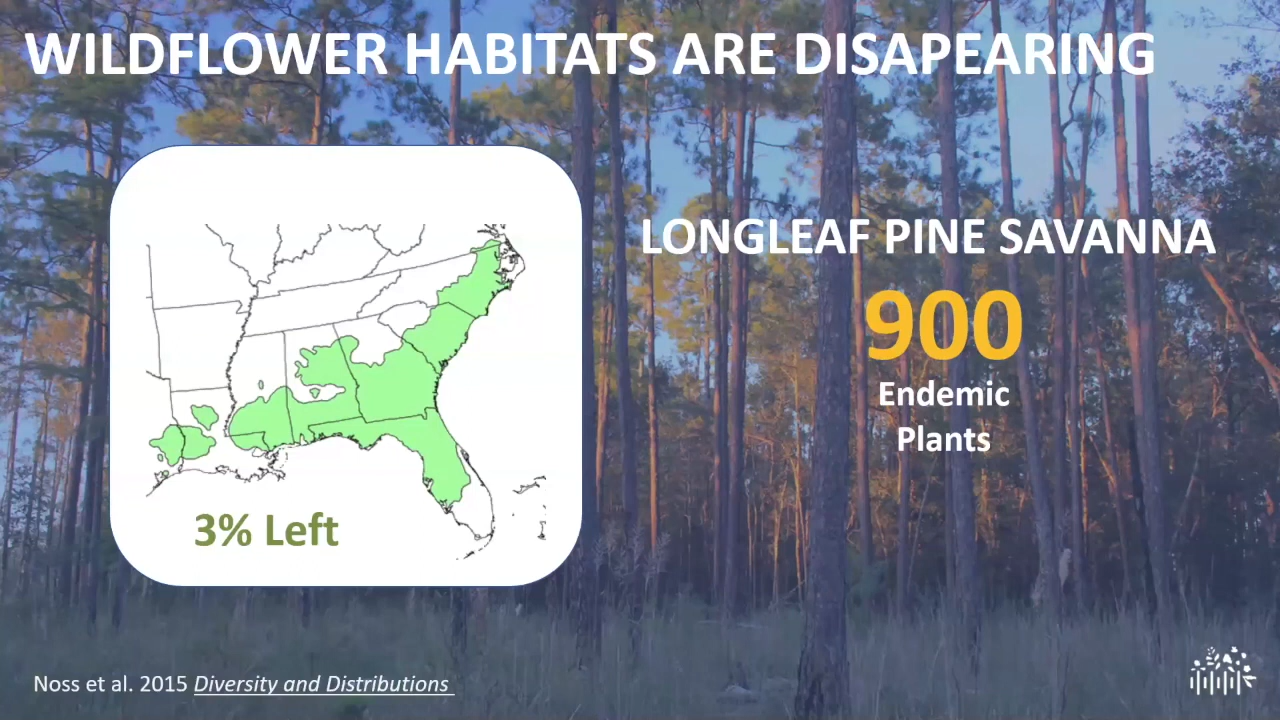 WILDFLOWER HABITATS ARE DISAPEARING
LONGLEAF PINE SAVANNA
900
Endemic
Plants
3% Left
Noss et al. 2015 Diversity and Distributions